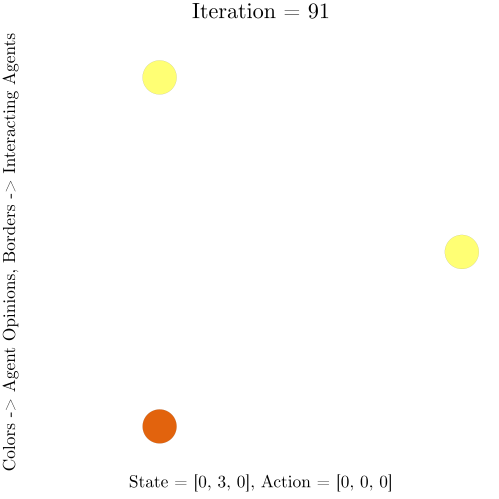 Iteration = 91
Colors -> Agent Opinions, Borders -> Interacting Agents
State = [0, 3, 0], Action = [0, 0, 0]